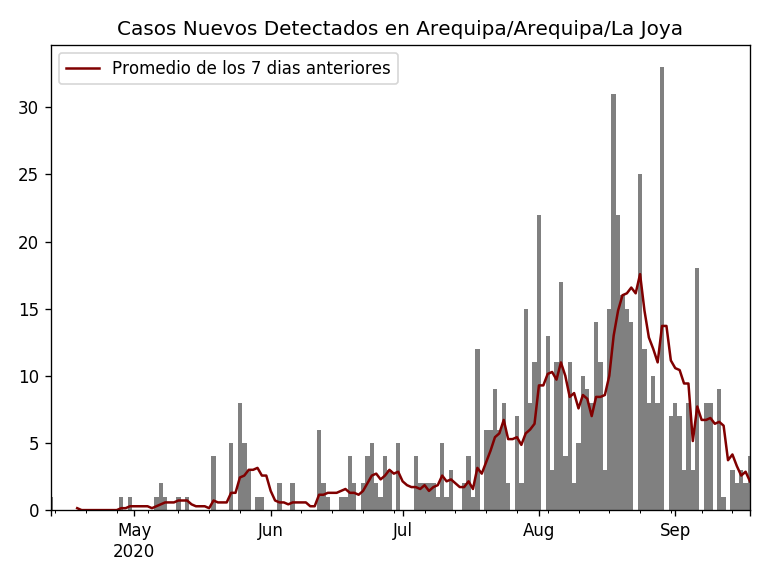 Casos Nuevos Detectados en Arequipa/Arequipa/La Joya
Promedio de los 7 dias anteriores
30
25
20
15
10
5
0
May Jun Jul Aug Sep
2020